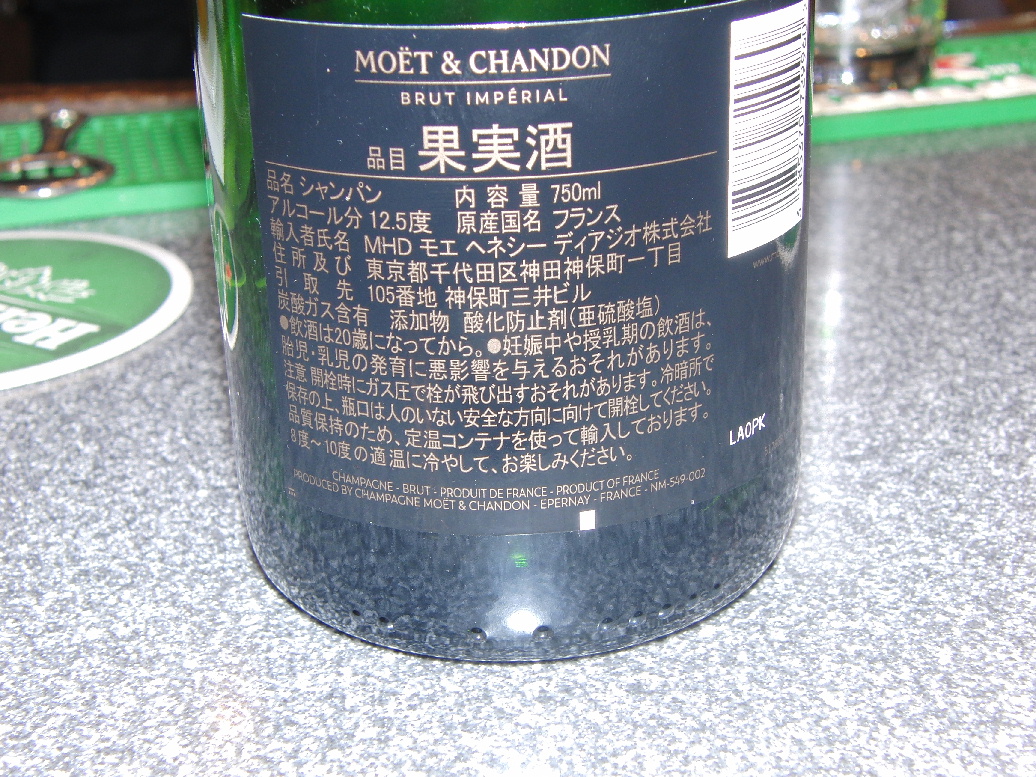 MOËT & CHANDON
BRUT IMPÉRIAL
品目 果実酒
品名 シャンパン 内容量 750ml
アルコール分 12.5度 原産国名 フランス
輸入者氏名 MHD モエ ヘネシー ディアジオ株式会社
住所及び 東京都千代田区神田神保町一丁目
引取先 105番地 神保町三井ビル
炭酸ガス含有 添加物 酸化防止剤(亜硫酸塩)
●飲酒は20歳になってから。●妊娠中や授乳期の飲酒は、
胎児・乳児の発育に悪影響を与えるおそれがあります。
注意 開栓時にガス圧で栓が飛び出すおそれがあります。冷暗所で
保存の上、瓶口は人のいない安全な方向に向けて開栓してください。
品質保持のため、定温コンテナを使って輸入しております。
8度〜10度の適温に冷やして、お楽しみください。
CHAMPAGNE - BRUT - PRODUIT DE FRANCE - PRODUCT OF FRANCE
PRODUCED BY CHAMPAGNE MOËT & CHANDON - EPERNAY - FRANCE - NM-549-002
LAOPK